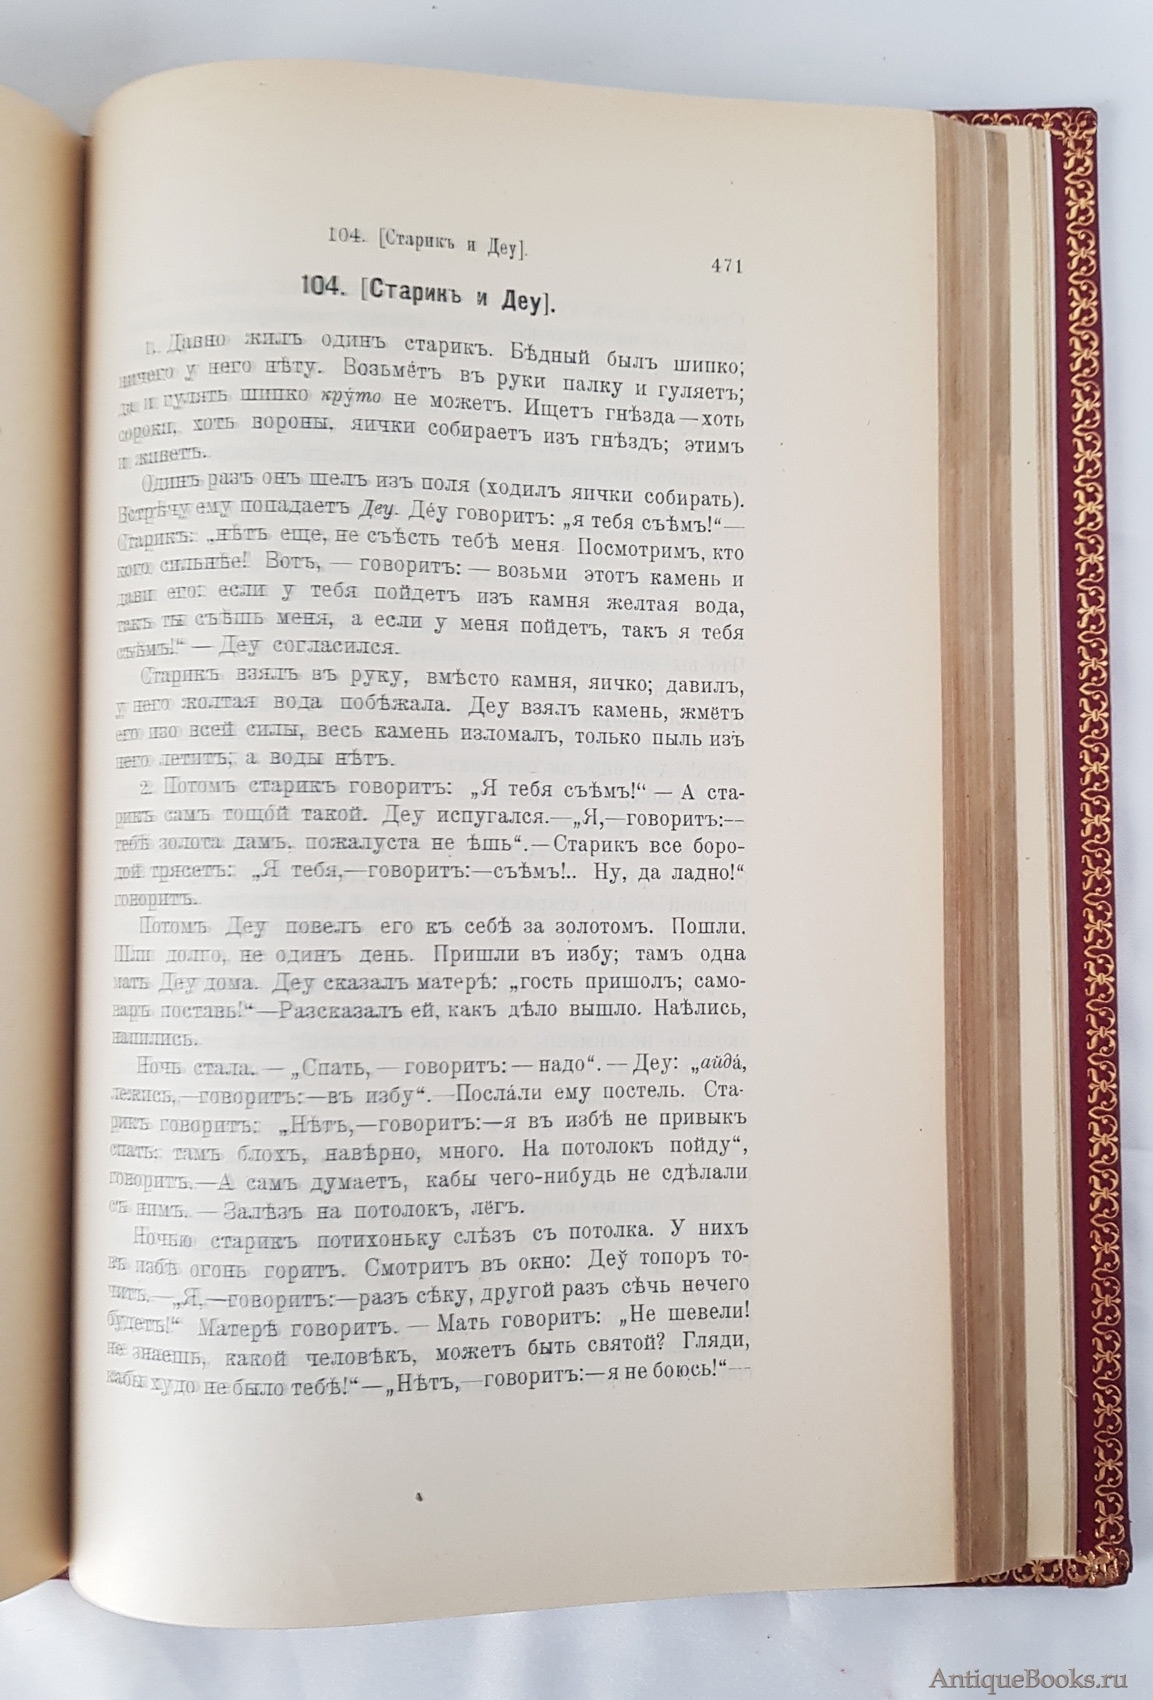 104. [Старикъ и Деу].
471
104. [Старикъ и Деу].
1. Давно жилъ одинъ старикъ. Бѣдный былъ шипко;
ничего у него нѣту. Возьмётъ въ руки палку и гуляетъ;
да и гулять шипко кру́то не можетъ. Ищетъ гнѣзда—хоть
сороки, хоть вороны, яички собираетъ изъ гнѣздъ; этимъ
и живетъ.
Одинъ разъ онъ шелъ изъ поля (ходилъ яички собирать).
Встрѣчу ему попадаетъ Деу. Де́у говоритъ: „я тебя съѣмъ!“—
Старикъ: „нѣтъ еще, не съѣсть тебѣ меня. Посмотримъ, кто
кого сильнѣе! Вотъ, — говоритъ: — возьми этотъ камень и
дави его: если у тебя пойдетъ изъ камня желтая вода,
такъ ты съѣшь меня, а если у меня пойдетъ, такъ я тебя
съѣмъ!“ — Деу согласился.
Старикъ взялъ въ руку, вмѣсто камня, яичко; давилъ,
у него жолтая вода побѣжала. Деу взялъ камень, жмётъ
его изо всей силы, весь камень изломалъ, только пыль изъ
него летитъ; а воды нѣтъ.
2. Потомъ старикъ говоритъ: „Я тебя съѣмъ!“ — А ста-
рикъ самъ тощо́й такой. Деу испугался.—„Я,—говоритъ:—
тебѣ золота дамъ, пожалуста не ѣшь“.—Старикъ все боро-
дой трясетъ: „Я тебя,—говоритъ:—съѣмъ!.. Ну, да ладно!“
говоритъ.
Потомъ Деу повелъ его къ себѣ за золотомъ. Пошли.
Шли долго, не одинъ день. Пришли въ избу; тамъ одна
мать Деу дома. Деу сказалъ матерѣ: „гость пришолъ; само-
варъ поставь!“—Разсказалъ ей, какъ дѣло вышло. Наѣлись,
напились.
Ночь стала. — „Спать, — говоритъ: — надо“. — Деу: „айда́,
лежись,—говоритъ:—въ избу“.—Посла́ли ему постель. Ста-
рикъ говоритъ: „Нѣтъ,—говоритъ:—я въ избѣ не привыкъ
спать: тамъ блохъ, навѣрно, много. На потолокъ пойду“,
говоритъ.—А самъ думаетъ, кабы чего-нибудь не сдѣлали
съ нимъ. — Залѣзъ на потолокъ, лёгъ.
Ночью старикъ потихоньку слѣзъ съ потолка. У нихъ
въ избѣ огонь горитъ. Смотритъ въ окно: Деў топоръ то-
читъ.—„Я,—говоритъ:—разъ сѣку, другой разъ сѣчь нечего
будетъ!“ Матерѣ говоритъ. — Мать говоритъ: „Не шевели!
не знаешь, какой человѣкъ, можетъ быть святой? Гляди,
кабы худо не было тебѣ!“—„Нѣтъ,—говоритъ:—я не боюсь!“—
AntiqueBooks.ru